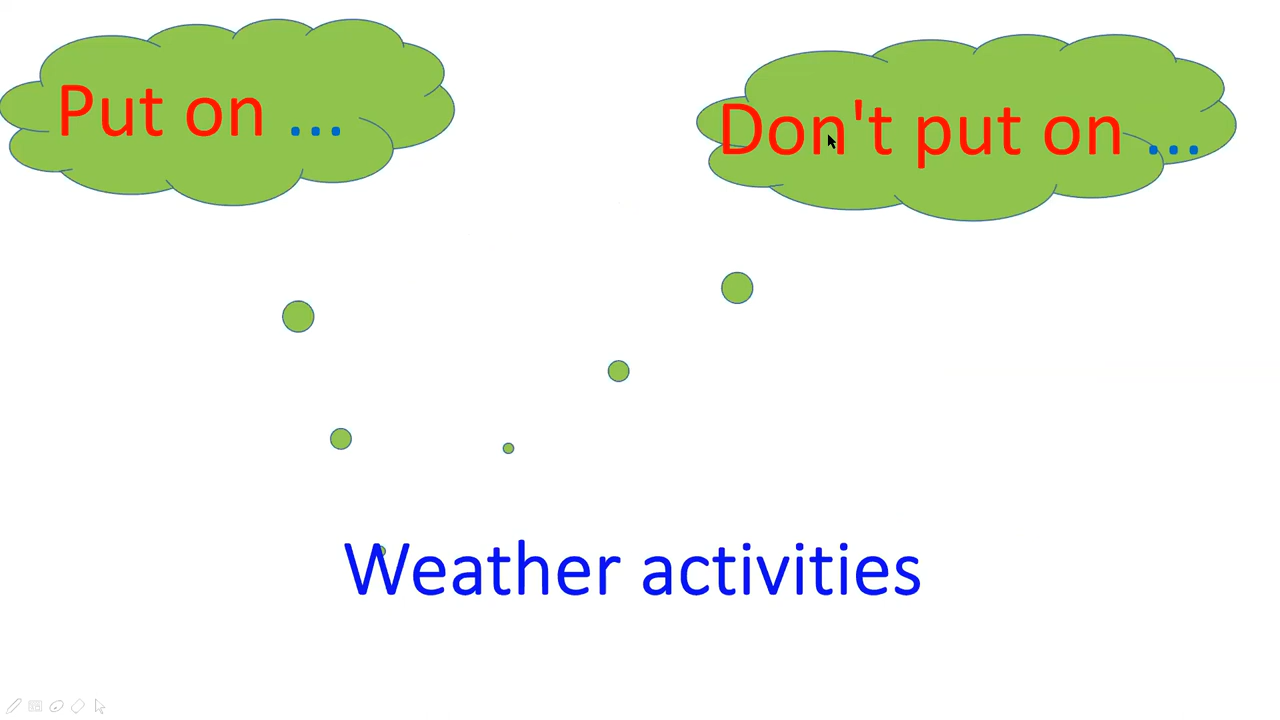 Put on ...
Don't put on ...
Weather activities